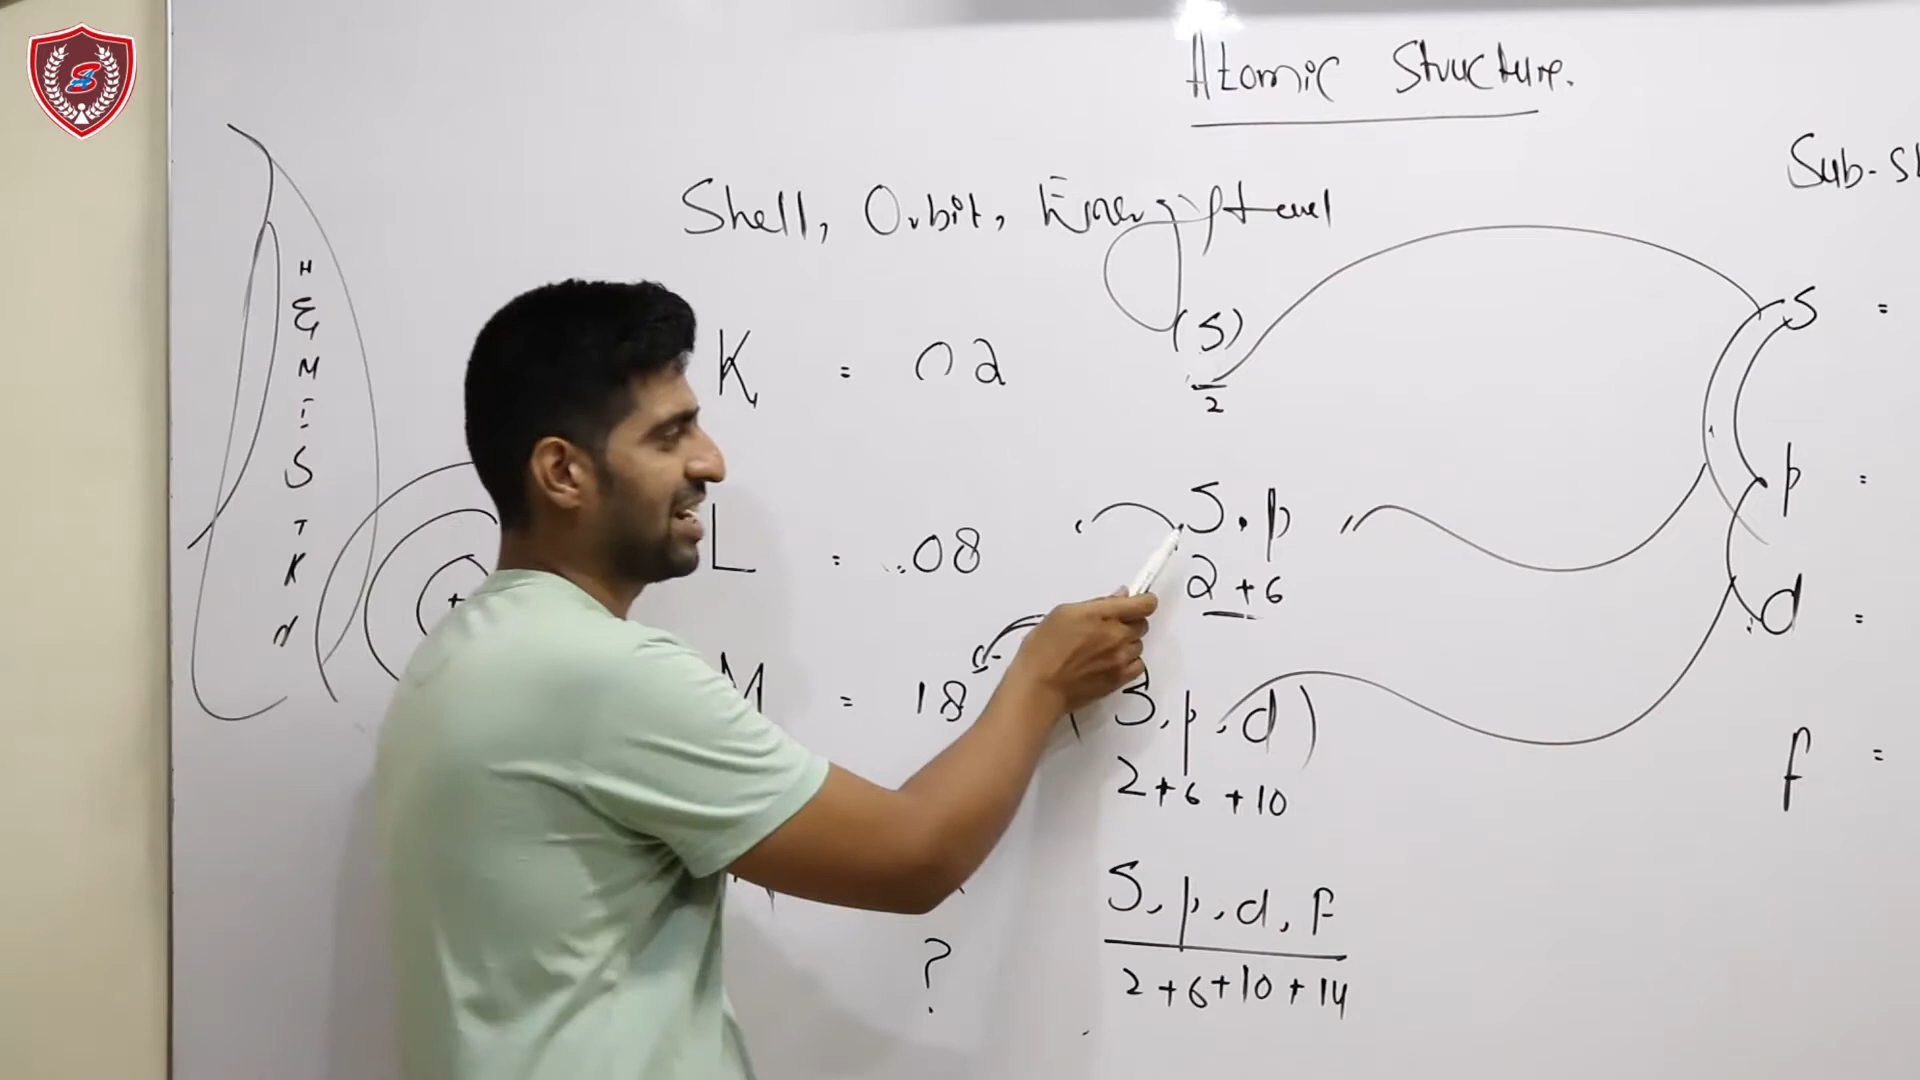 Atomic Structure.
Sub-sh
Shell, Orbit, Energy Level
(S)
K = 02
2
S =
S, p
p =
L = 08
2 + 6
d =
M = 18 (S, p, d)
2 + 6 + 10
f =
S, p, d, f
?
2 + 6 + 10 + 14
H
E
M
I
S
T
R
Y
+